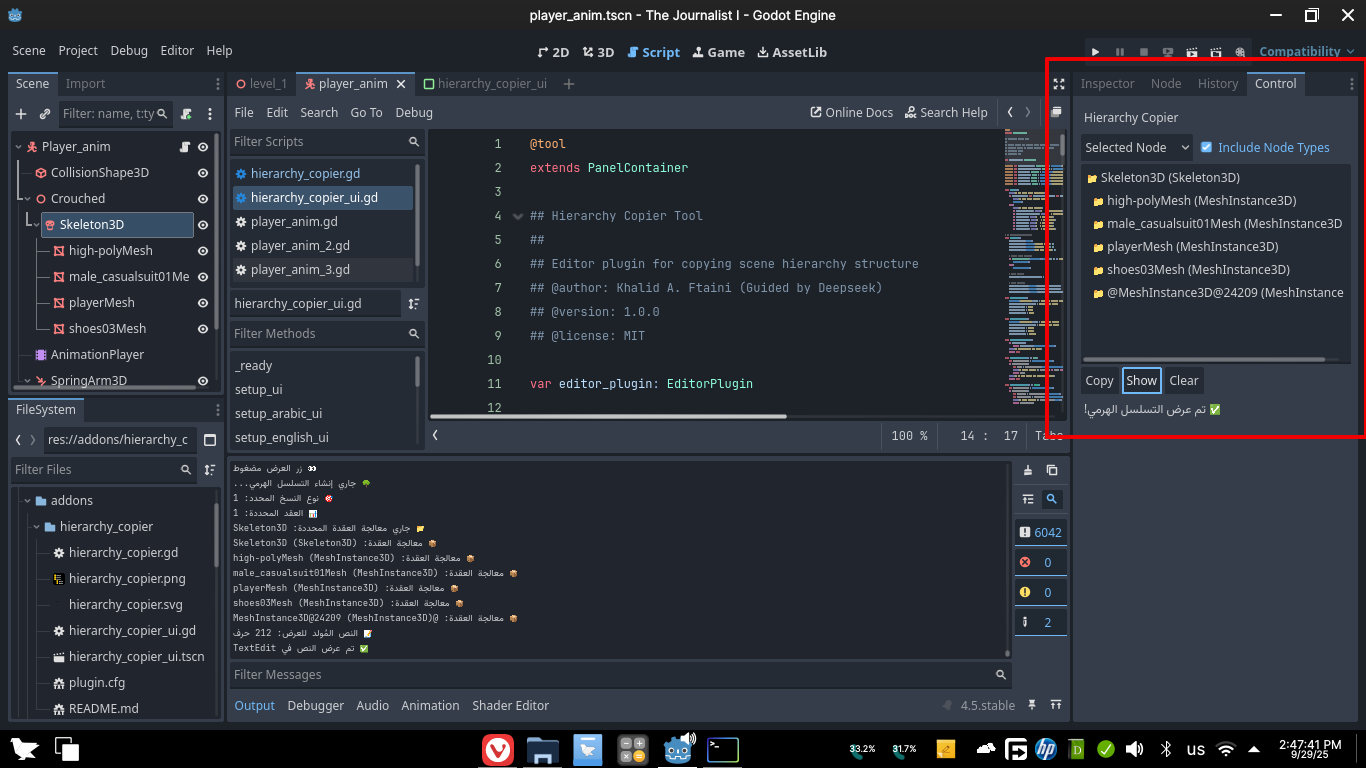 player_anim.tscn - The Journalist I - Godot Engine
Scene Project Debug Editor Help
2D 3D Script Game AssetLib
Compatibility
Scene Import
Filter: name, t:ty
Player_anim
CollisionShape3D
Crouched
Skeleton3D
high-polyMesh
male_casualsuit01Me
playerMesh
shoes03Mesh
AnimationPlayer
SpringArm3D
FileSystem
res://addons/hierarchy_c
Filter Files
addons
hierarchy_copier
hierarchy_copier.gd
hierarchy_copier.png
hierarchy_copier.svg
hierarchy_copier_ui.gd
hierarchy_copier_ui.tscn
plugin.cfg
README.md
level_1 player_anim hierarchy_copier_ui
File Edit Search Go To Debug
Online Docs Search Help
Filter Scripts
hierarchy_copier.gd
hierarchy_copier_ui.gd
player_anim.gd
player_anim_2.gd
player_anim_3.gd
hierarchy_copier_ui.gd
Filter Methods
_ready
setup_ui
setup_arabic_ui
setup_english_ui
1 @tool
2 extends PanelContainer
3
4 ## Hierarchy Copier Tool
5 ##
6 ## Editor plugin for copying scene hierarchy structure
7 ## @author: Khalid A. Ftaini (Guided by Deepseek)
8 ## @version: 1.0.0
9 ## @license: MIT
10
11 var editor_plugin: EditorPlugin
12
100 % 14 : 17 Tabs
👀 زر العرض مضغوط
🌳 جاري إنشاء التسلسل الهرمي...
🎯 نوع النسخ المحدد: 1
📊 العقد المحددة: 1
📁 جاري معالجة العقدة المحددة: Skeleton3D
📦 معالجة العقدة: Skeleton3D (Skeleton3D)
📦 معالجة العقدة: high-polyMesh (MeshInstance3D)
📦 معالجة العقدة: male_casualsuit01Mesh (MeshInstance3D)
📦 معالجة العقدة: playerMesh (MeshInstance3D)
📦 معالجة العقدة: shoes03Mesh (MeshInstance3D)
📦 معالجة العقدة: @MeshInstance3D@24209 (MeshInstance3D)
📝 النص المُولد للعرض: 212 حرف
✅ تم عرض النص في TextEdit
6042
0
0
2
Filter Messages
Output Debugger Audio Animation Shader Editor
4.5.stable
Inspector Node History Control
Hierarchy Copier
Selected Node Include Node Types
📁 Skeleton3D (Skeleton3D)
📁 high-polyMesh (MeshInstance3D)
📁 male_casualsuit01Mesh (MeshInstance3D
📁 playerMesh (MeshInstance3D)
📁 shoes03Mesh (MeshInstance3D)
📁 @MeshInstance3D@24209 (MeshInstance
Copy Show Clear
✅ تم عرض التسلسل الهرمي!
33.2% 31.7%
hp
D
us
2:47:41 PM
9/29/25